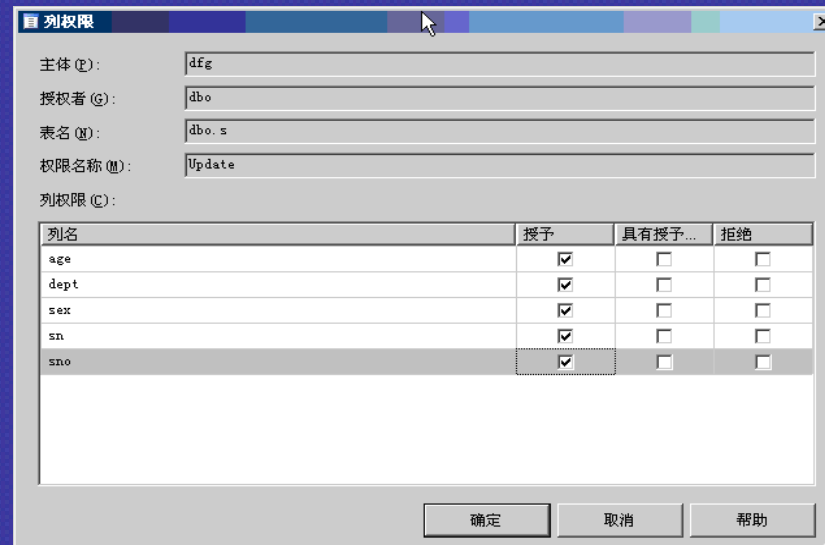 列权限
主体(P): dfg
授权者(G): dbo
表名(N): dbo.s
权限名称(M): Update
列权限(C):
列名 授予 具有授予... 拒绝
age
dept
sex
sn
sno
确定 取消 帮助